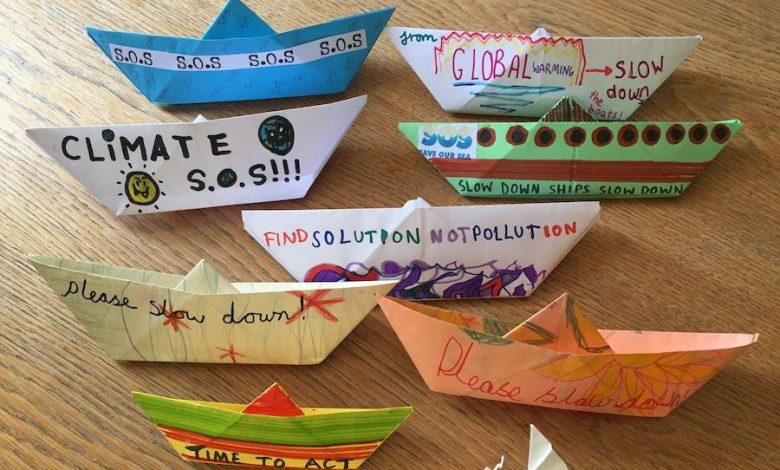 S.O.S S.O.S S.O.S S.O.S
from
GLOBAL WARMING → SLOW
down
the
boats!
CLiMATE
S.O.S!!!
SOS
SAVE OUR SEA
SLOW DOWN SHIPS SLOW DOWN
FIND SOLUTION NOT POLLUTION
please slow down!
Please slow down
TIME TO ACT